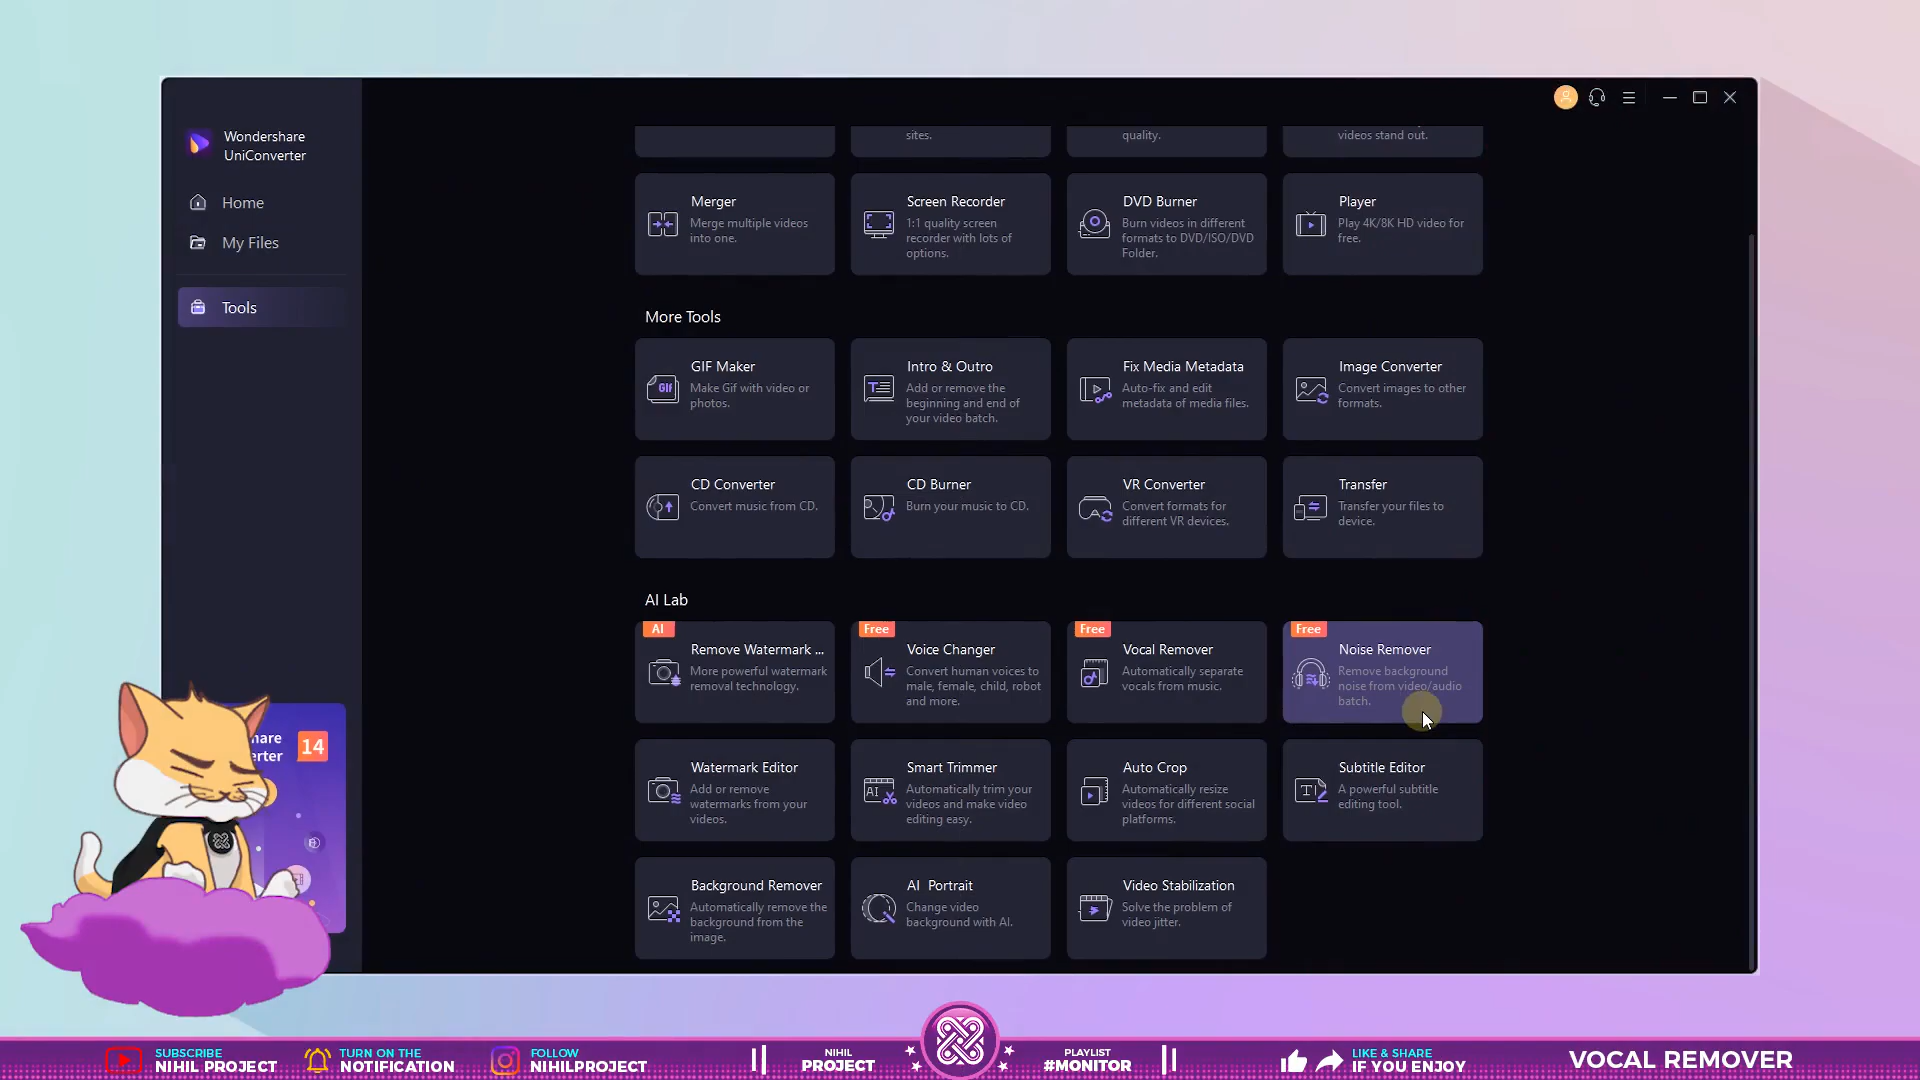 Wondershare
UniConverter
Home
My Files
Tools
hare
erter
14
sites.
quality.
videos stand out.
Merger
Merge multiple videos
into one.
Screen Recorder
1:1 quality screen
recorder with lots of
options.
DVD Burner
Burn videos in different
formats to DVD/ISO/DVD
Folder.
Player
Play 4K/8K HD video for
free.
More Tools
GIF
GIF Maker
Make Gif with video or
photos.
Intro & Outro
Add or remove the
beginning and end of
your video batch.
Fix Media Metadata
Auto-fix and edit
metadata of media files.
Image Converter
Convert images to other
formats.
CD Converter
Convert music from CD.
CD Burner
Burn your music to CD.
VR Converter
Convert formats for
different VR devices.
Transfer
Transfer your files to
device.
AI Lab
AI
Remove Watermark ...
More powerful watermark
removal technology.
Free
Voice Changer
Convert human voices to
male, female, child, robot
and more.
Free
Vocal Remover
Automatically separate
vocals from music.
Free
Noise Remover
Remove background
noise from video/audio
batch.
Watermark Editor
Add or remove
watermarks from your
videos.
AI
Smart Trimmer
Automatically trim your
videos and make video
editing easy.
Auto Crop
Automatically resize
videos for different social
platforms.
Subtitle Editor
A powerful subtitle
editing tool.
Background Remover
Automatically remove the
background from the
image.
AI Portrait
Change video
background with AI.
Video Stabilization
Solve the problem of
video jitter.
SUBSCRIBE
NIHIL PROJECT
TURN ON THE
NOTIFICATION
FOLLOW
NIHILPROJECT
NIHIL
PROJECT
PLAYLIST
#MONITOR
LIKE & SHARE
IF YOU ENJOY
VOCAL REMOVER